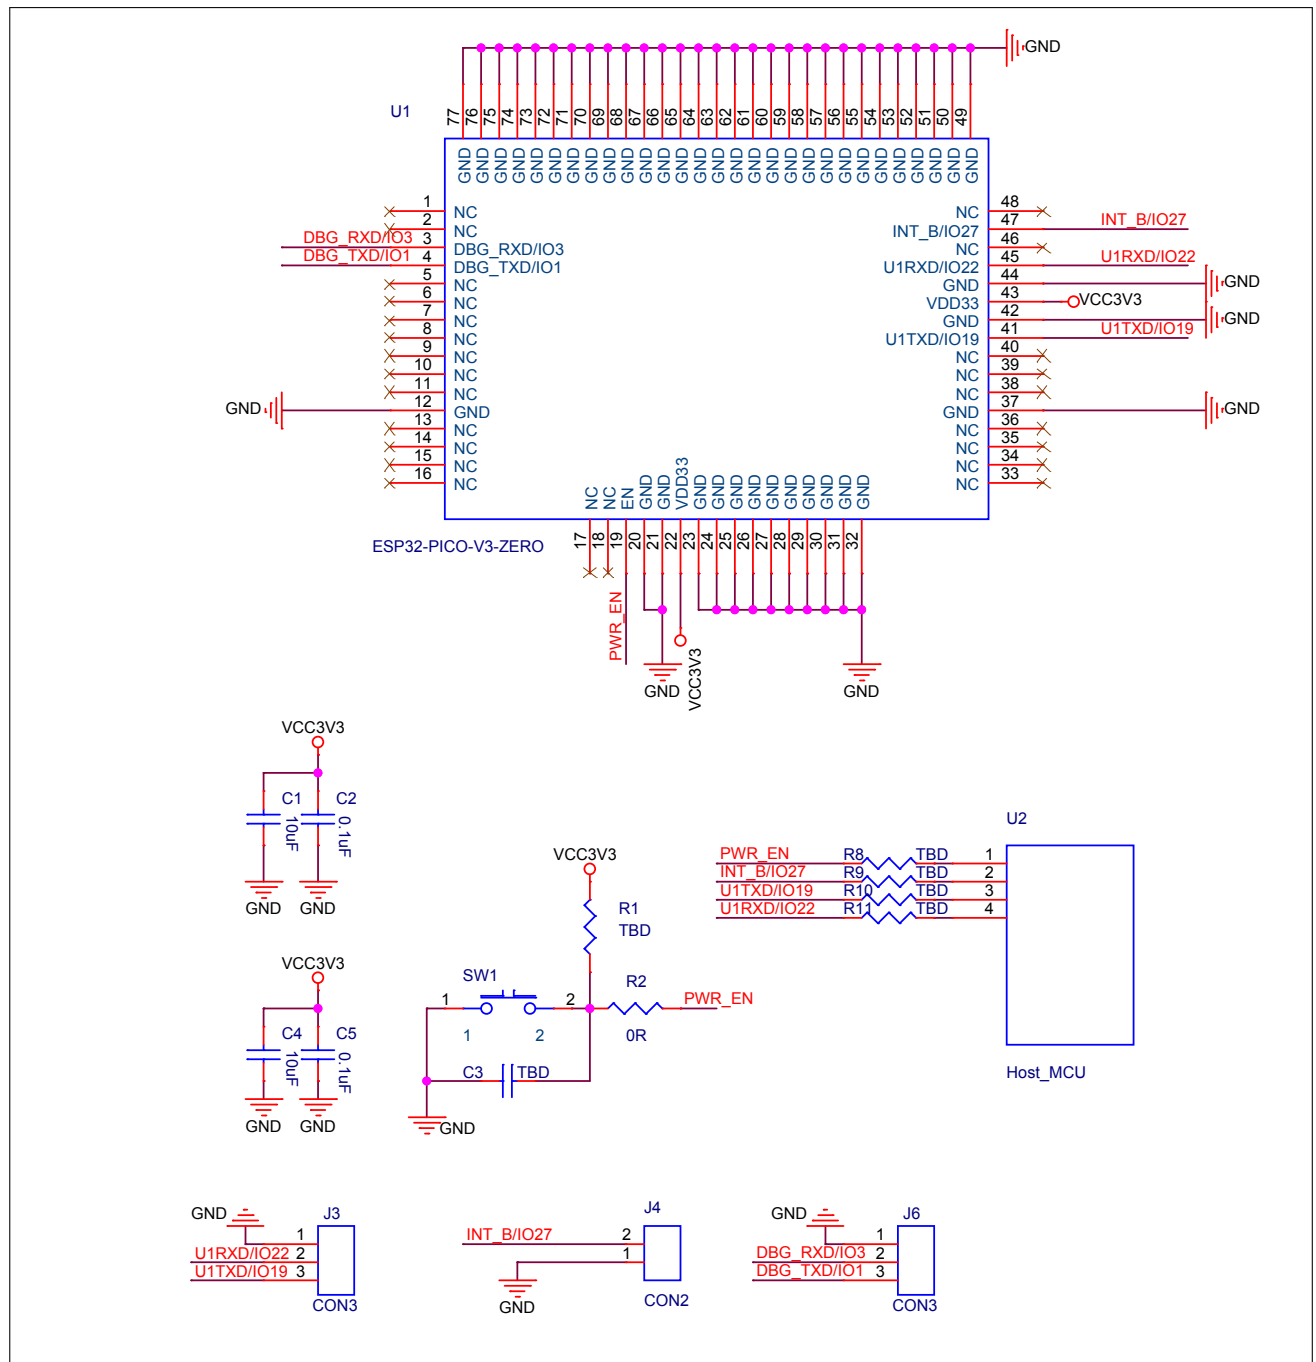 GND
U1
77 76 75 74 73 72 71 70 69 68 67 66 65 64 63 62 61 60 59 58 57 56 55 54 53 52 51 50 49
GND GND GND GND GND GND GND GND GND GND GND GND GND GND GND GND GND GND GND GND GND GND GND GND GND GND GND GND GND
1 NC
2 NC
DBG_RXD/IO3 3 DBG_RXD/IO3
DBG_TXD/IO1 4 DBG_TXD/IO1
5 NC
6 NC
7 NC
8 NC
9 NC
10 NC
11 NC
GND 12 GND
13 NC
14 NC
15 NC
16 NC
NC 48
INT_B/IO27 47 INT_B/IO27
NC 46
U1RXD/IO22 45 U1RXD/IO22
GND 44 GND
VDD33 43 VCC3V3
GND 42 GND
U1TXD/IO19 41 U1TXD/IO19
NC 40
NC 39
NC 38
GND 37 GND
NC 36
NC 35
NC 34
NC 33
NC NC EN GND GND VDD33 GND GND GND GND GND GND GND GND GND GND
17 18 19 20 21 22 23 24 25 26 27 28 29 30 31 32
ESP32-PICO-V3-ZERO
PWR_EN
GND
VCC3V3
GND
VCC3V3
C1 C2
10uF 0.1uF
GND GND
VCC3V3
C4 C5
10uF 0.1uF
GND GND
VCC3V3
R1
TBD
SW1
1 2
1 2
R2
0R
PWR_EN
C3 TBD
GND
U2
PWR_EN R8 TBD 1
INT_B/IO27 R9 TBD 2
U1TXD/IO19 R10 TBD 3
U1RXD/IO22 R11 TBD 4
Host_MCU
GND J3
1
U1RXD/IO22 2
U1TXD/IO19 3
CON3
J4
INT_B/IO27 2
1
GND
CON2
GND J6
1
DBG_RXD/IO3 2
DBG_TXD/IO1 3
CON3